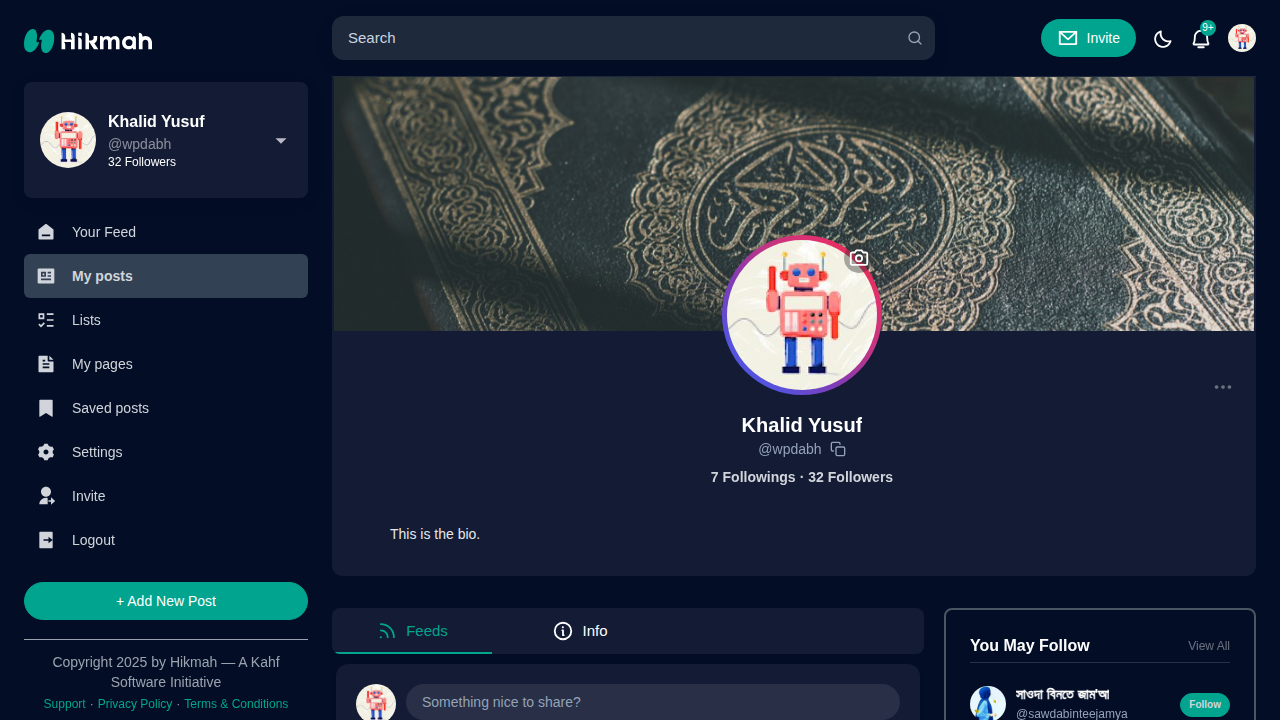 Hikmah
Search
Invite
9+
Khalid Yusuf
@wpdabh
32 Followers
Your Feed
My posts
Lists
My pages
Saved posts
Settings
Invite
Logout
+ Add New Post
Copyright 2025 by Hikmah — A Kahf
Software Initiative
Support · Privacy Policy · Terms & Conditions
Khalid Yusuf
@wpdabh
7 Followings · 32 Followers
This is the bio.
Feeds
Info
Something nice to share?
You May Follow
View All
সাওদা বিনতে জাম'আ
@sawdabinteejamya
Follow